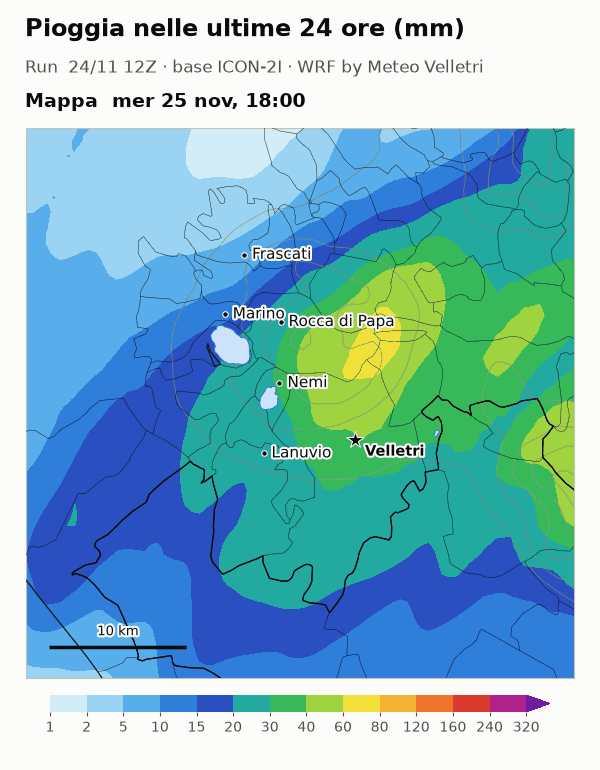 Pioggia nelle ultime 24 ore (mm)
Run  24/11 12Z · base ICON-2I · WRF by Meteo Velletri
Mappa  mer 25 nov, 18:00
Frascati
Marino
Rocca di Papa
Nemi
Velletri
Lanuvio
10 km
1 2 5 10 15 20 30 40 60 80 120 160 240 320